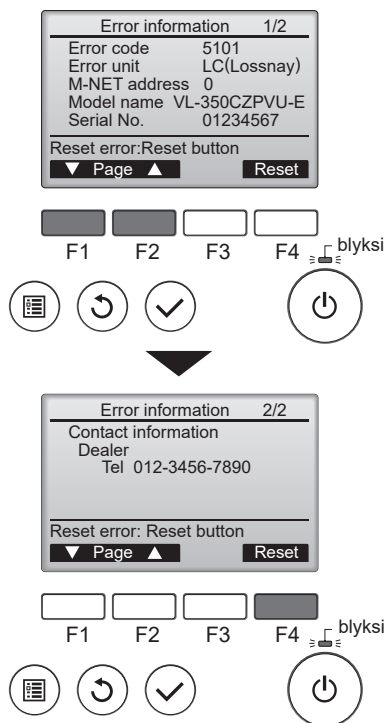 Error information 1/2
Error code 5101
Error unit LC(Lossnay)
M-NET address 0
Model name VL-350CZPVU-E
Serial No. 01234567
Reset error:Reset button
▼ Page ▲ Reset
F1 F2 F3 F4 blyksi
Error information 2/2
Contact information
Dealer
Tel 012-3456-7890
Reset error: Reset button
▼ Page ▲ Reset
F1 F2 F3 F4 blyksi